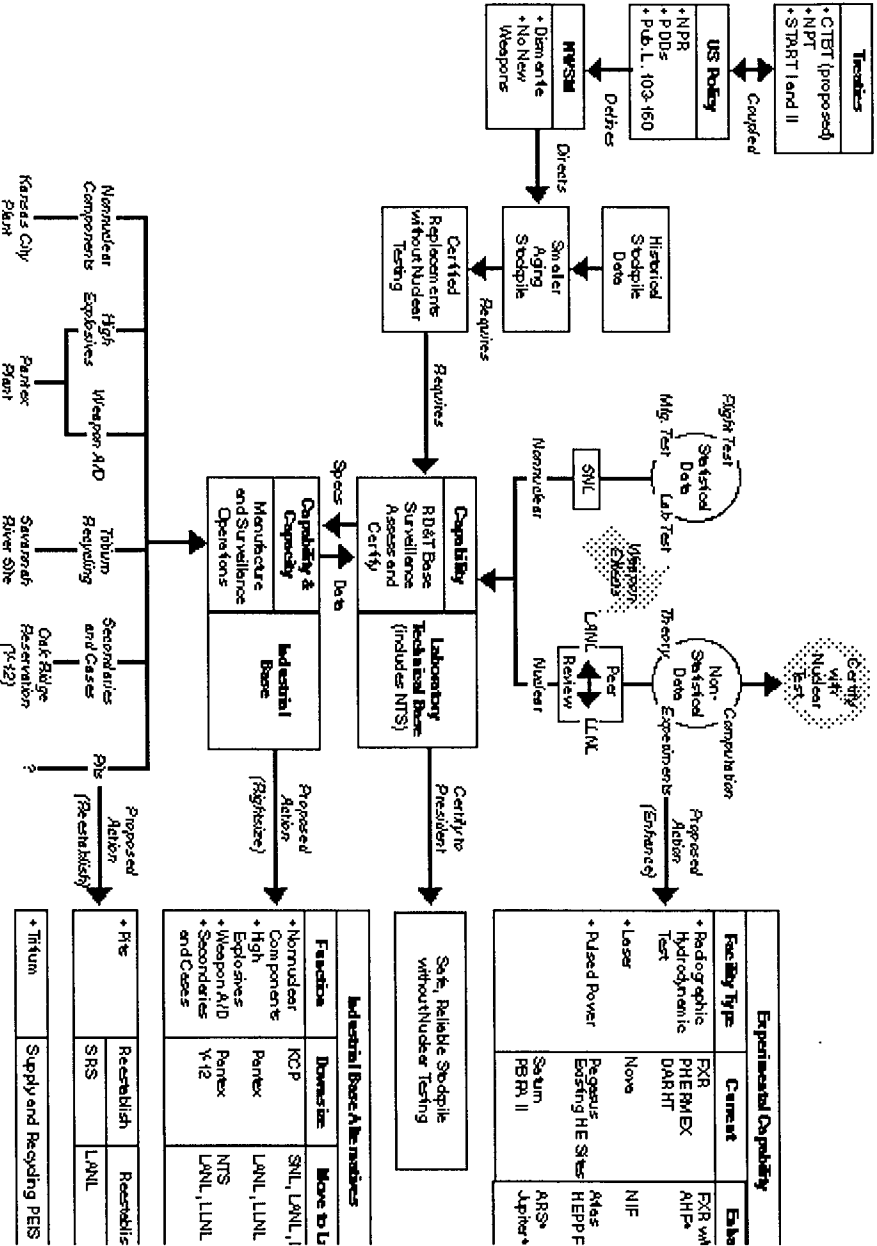 Treaties
• CTBT (proposed)
• NPT
• START I and II
Coupled
US Policy
• NPR
• PDDs
• Pub. L. 103-160
Defines
NWSM
• Dismantle
• No New
Weapons
Directs
Historical
Stockpile
Data
Smaller
Aging
Stockpile
Requires
Certified
Replacements
without Nuclear
Testing
Requires
Flight Test
Mfg. Test
Lab Test
Statistical
Data
SNL
Nonnuclear
Weapon
Effects
Certify
with
Nuclear
Test
Computation
Non-
Statistical
Data
Theory
Experiments
LANL
Peer
Review
LLNL
Nuclear
Proposed
Action
(Enhance)
Capability
RD&T Base
Surveillance
Assess and
Certify
Laboratory
Technical Base
(includes NTS)
Certify to
President
Safe, Reliable Stockpile
without Nuclear Testing
Specs
Data
Capability &
Capacity
Manufacture
and Surveillance
Operations
Industrial
Base
Proposed
Action
(Rightsize)
Nonnuclear
Components
Kansas City
Plant
High
Explosives
Weapon A/D
Pantex
Plant
Tritium
Recycling
Savannah
River Site
Secondaries
and Cases
Oak Ridge
Reservation
(Y-12)
Pits
?
Proposed
Action
(Reestablish)
Experimental Capability
Facility Type
Current
• Radiographic
Hydrodynamic
Test
FXR
PHERMEX
DARHT
FXR
AHF*
• Laser
Nova
NIF
• Pulsed Power
Pegasus
Existing HE Sites
Atlas
Saturn
PBFA II
ARS*
Jupiter*
Industrial Base Alternatives
Function
Downsize
Move to
• Nonnuclear
Components
KCP
SNL, LANL,
• High
Explosives
Pantex
LANL, LLNL
• Weapon A/D
Pantex
NTS
• Secondaries
and Cases
Y-12
LANL, LLNL
Reestablish
• Pits
SRS
LANL
• Tritium
Supply and Recycling PEIS